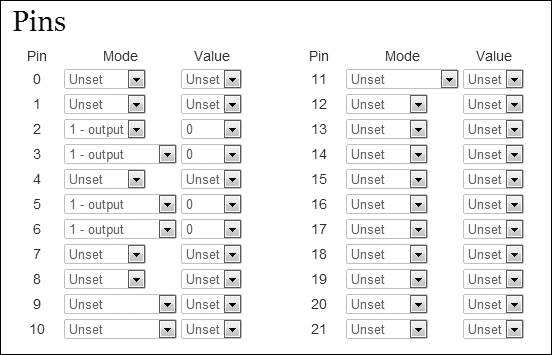 Pins
Pin Mode Value Pin Mode Value
0 Unset Unset 11 Unset Unset
1 Unset Unset 12 Unset Unset
2 1 - output 0 13 Unset Unset
3 1 - output 0 14 Unset Unset
4 Unset Unset 15 Unset Unset
5 1 - output 0 16 Unset Unset
6 1 - output 0 17 Unset Unset
7 Unset Unset 18 Unset Unset
8 Unset Unset 19 Unset Unset
9 Unset Unset 20 Unset Unset
10 Unset Unset 21 Unset Unset